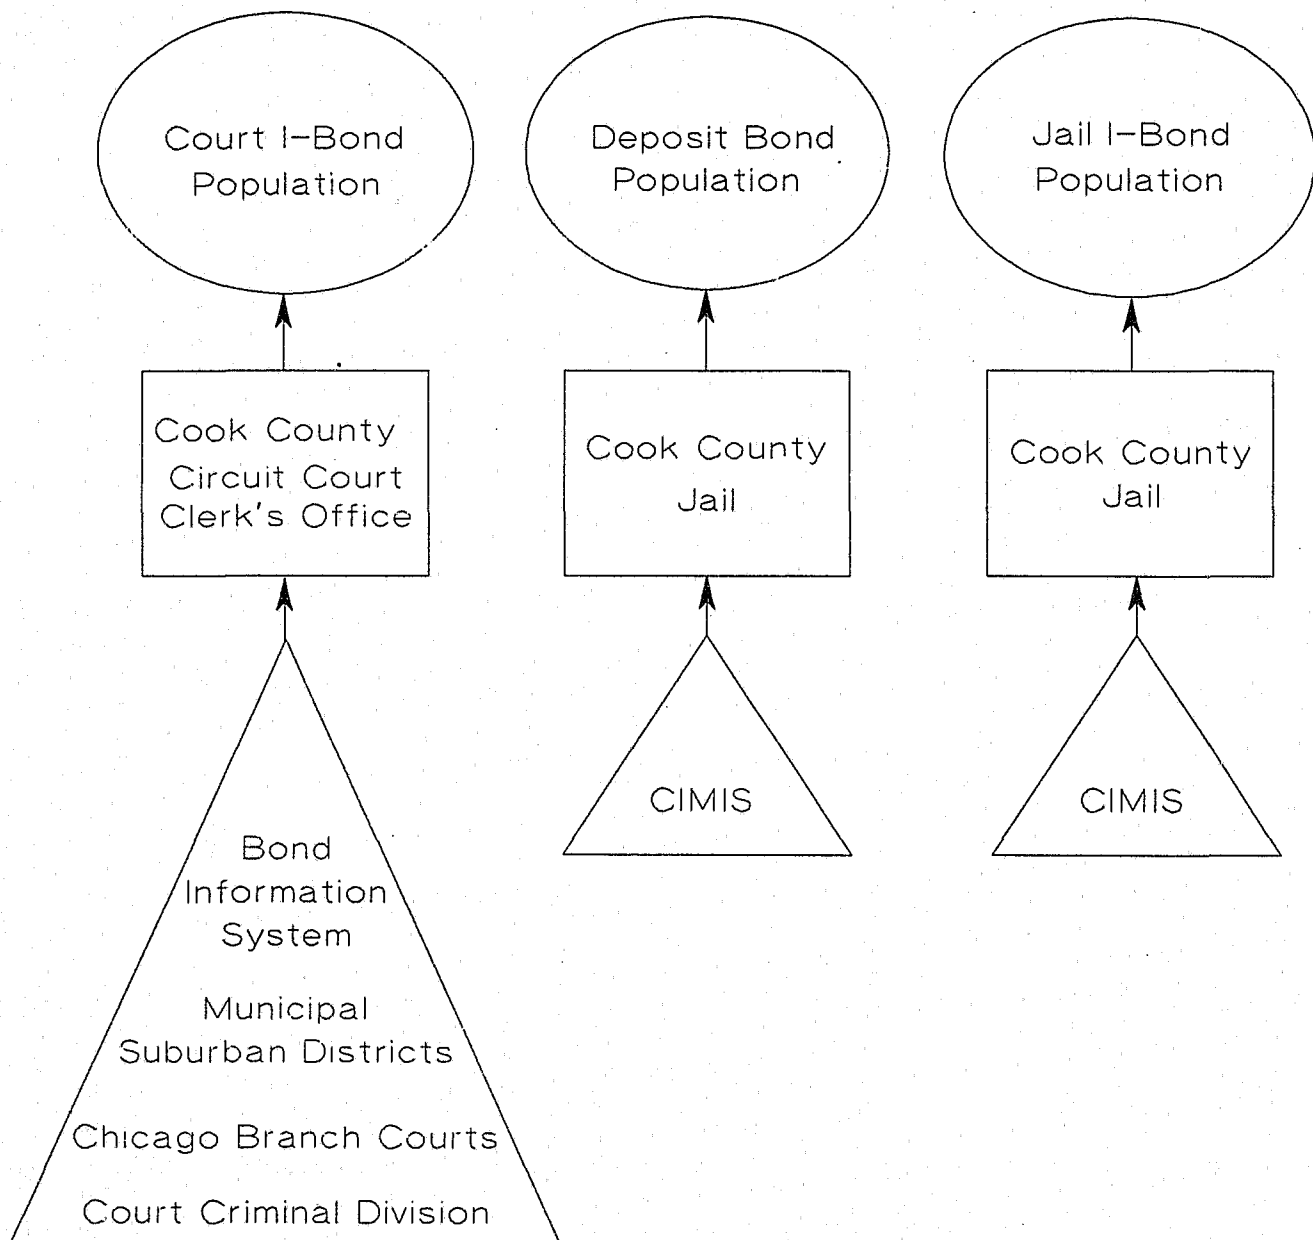 Court I-Bond
Population
Deposit Bond
Population
Jail I-Bond
Population
Cook County
Circuit Court
Clerk's Office
Cook County
Jail
Cook County
Jail
CIMIS
CIMIS
Bond
Information
System
Municipal
Suburban Districts
Chicago Branch Courts
Court Criminal Division